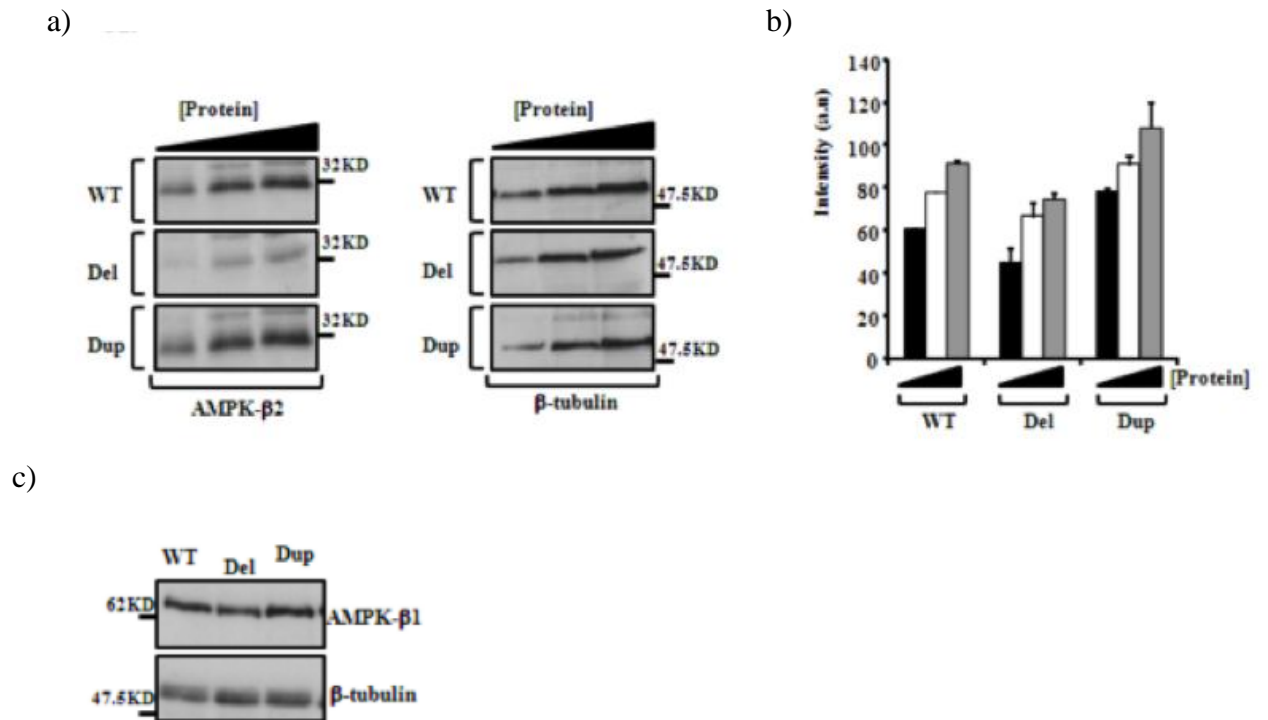 a)
[Protein]
WT
32KD
Del
32KD
Dup
32KD
AMPK-β2
[Protein]
WT
47.5KD
Del
47.5KD
Dup
47.5KD
β-tubulin
b)
Intensity (a.u)
140
120
100
80
60
40
20
0
[Protein]
WT
Del
Dup
c)
WT Del Dup
62KD
AMPK-β1
47.5KD
β-tubulin